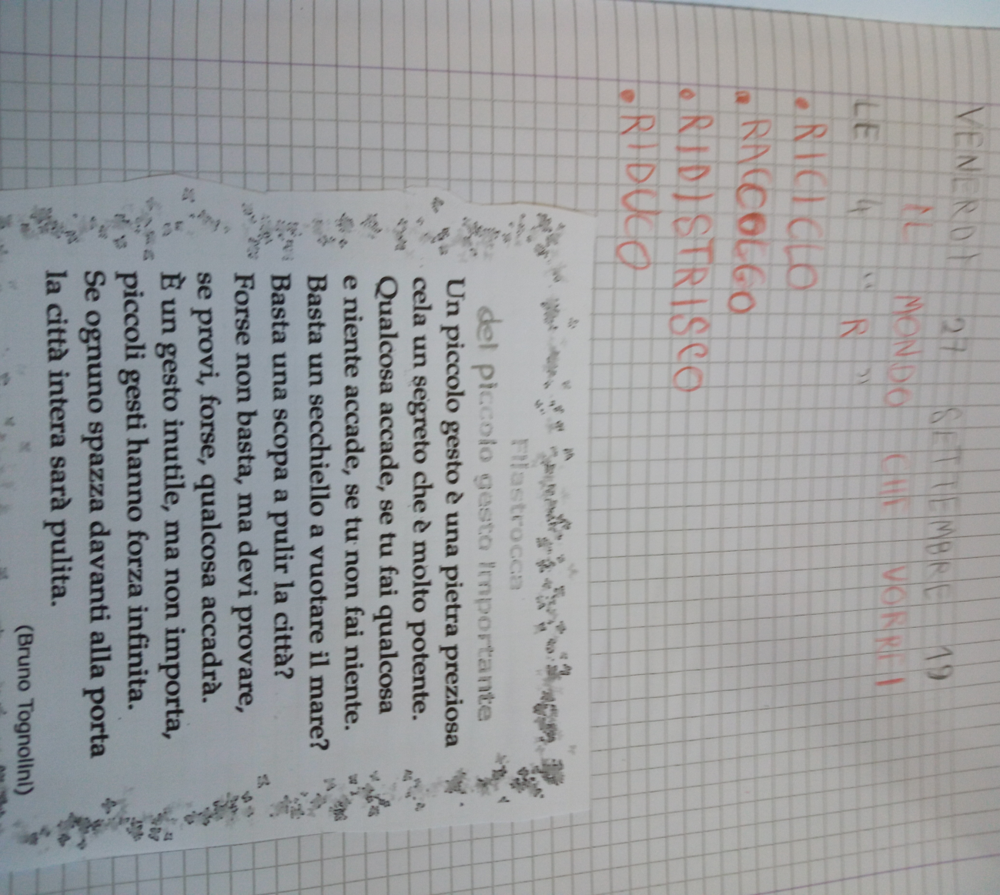 VENERDÌ 27 SETTEMBRE 19
IL MONDO CHE VORREI
LE 4 "R"
• RICICLO
• RACCOLGO
• RIDISTRISCO
• RIDUCO
Filastrocca
del piccolo gesto importante
Un piccolo gesto è una pietra preziosa
cela un segreto che è molto potente.
Qualcosa accade, se tu fai qualcosa
e niente accade, se tu non fai niente.
Basta un secchiello a vuotare il mare?
Basta una scopa a pulir la città?
Forse non basta, ma devi provare,
se provi, forse, qualcosa accadrà.
È un gesto inutile, ma non importa,
piccoli gesti hanno forza infinita.
Se ognuno spazza davanti alla porta
la città intera sarà pulita.
(Bruno Tognolini)